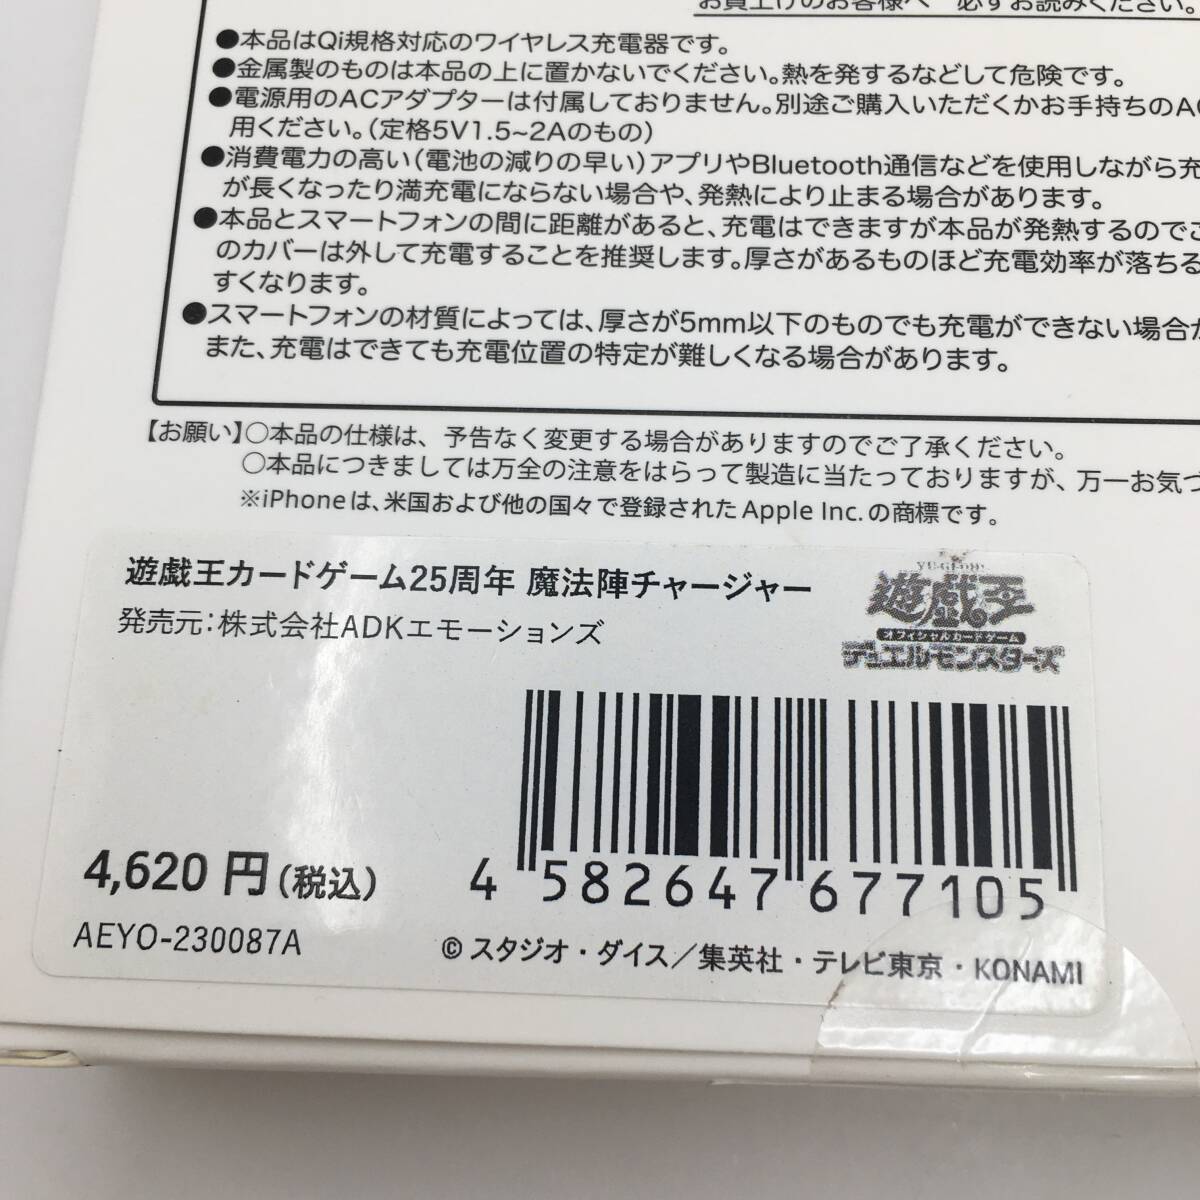 お買上げのお客様へ 必ずお読みください。
●本品はQi規格対応のワイヤレス充電器です。
●金属製のものは本品の上に置かないでください。熱を発するなどして危険です。
●電源用のACアダプターは付属しておりません。別途ご購入いただくかお手持ちのAC
用ください。(定格5V1.5~2Aのもの)
●消費電力の高い(電池の減りの早い)アプリやBluetooth通信などを使用しながら充
が長くなったり満充電にならない場合や、発熱により止まる場合があります。
●本品とスマートフォンの間に距離があると、充電はできますが本品が発熱するのでご
のカバーは外して充電することを推奨します。厚さがあるものほど充電効率が落ちる
すくなります。
●スマートフォンの材質によっては、厚さが5mm以下のものでも充電ができない場合が
また、充電はできても充電位置の特定が難しくなる場合があります。
【お願い】○本品の仕様は、予告なく変更する場合がありますのでご了承ください。
○本品につきましては万全の注意をはらって製造に当たっておりますが、万一お気づ
※iPhoneは、米国および他の国々で登録されたApple Inc.の商標です。
遊戯王カードゲーム25周年 魔法陣チャージャー
発売元:株式会社ADKエモーションズ
YU-GI-OH!
遊戯王
オフィシャルカードゲーム
デュエルモンスターズ
4,620 円(税込)
4 582647 677105
AEYO-230087A
© スタジオ・ダイス/集英社・テレビ東京・KONAMI